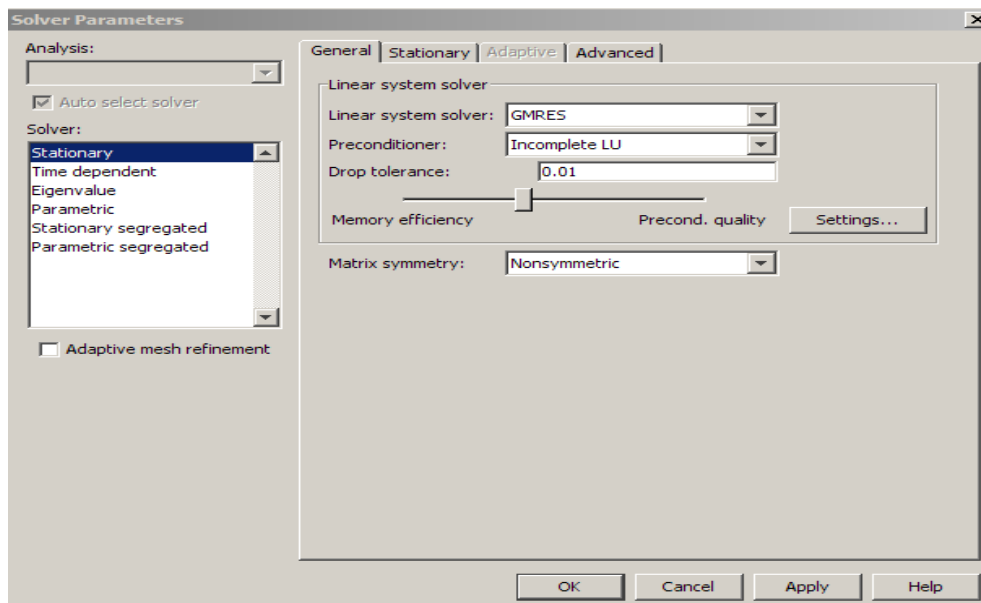 Solver Parameters
Analysis:
Auto select solver
Solver:
Stationary
Time dependent
Eigenvalue
Parametric
Stationary segregated
Parametric segregated
Adaptive mesh refinement
General Stationary Adaptive Advanced
Linear system solver
Linear system solver: GMRES
Preconditioner: Incomplete LU
Drop tolerance: 0.01
Memory efficiency Precond. quality Settings...
Matrix symmetry: Nonsymmetric
OK Cancel Apply Help